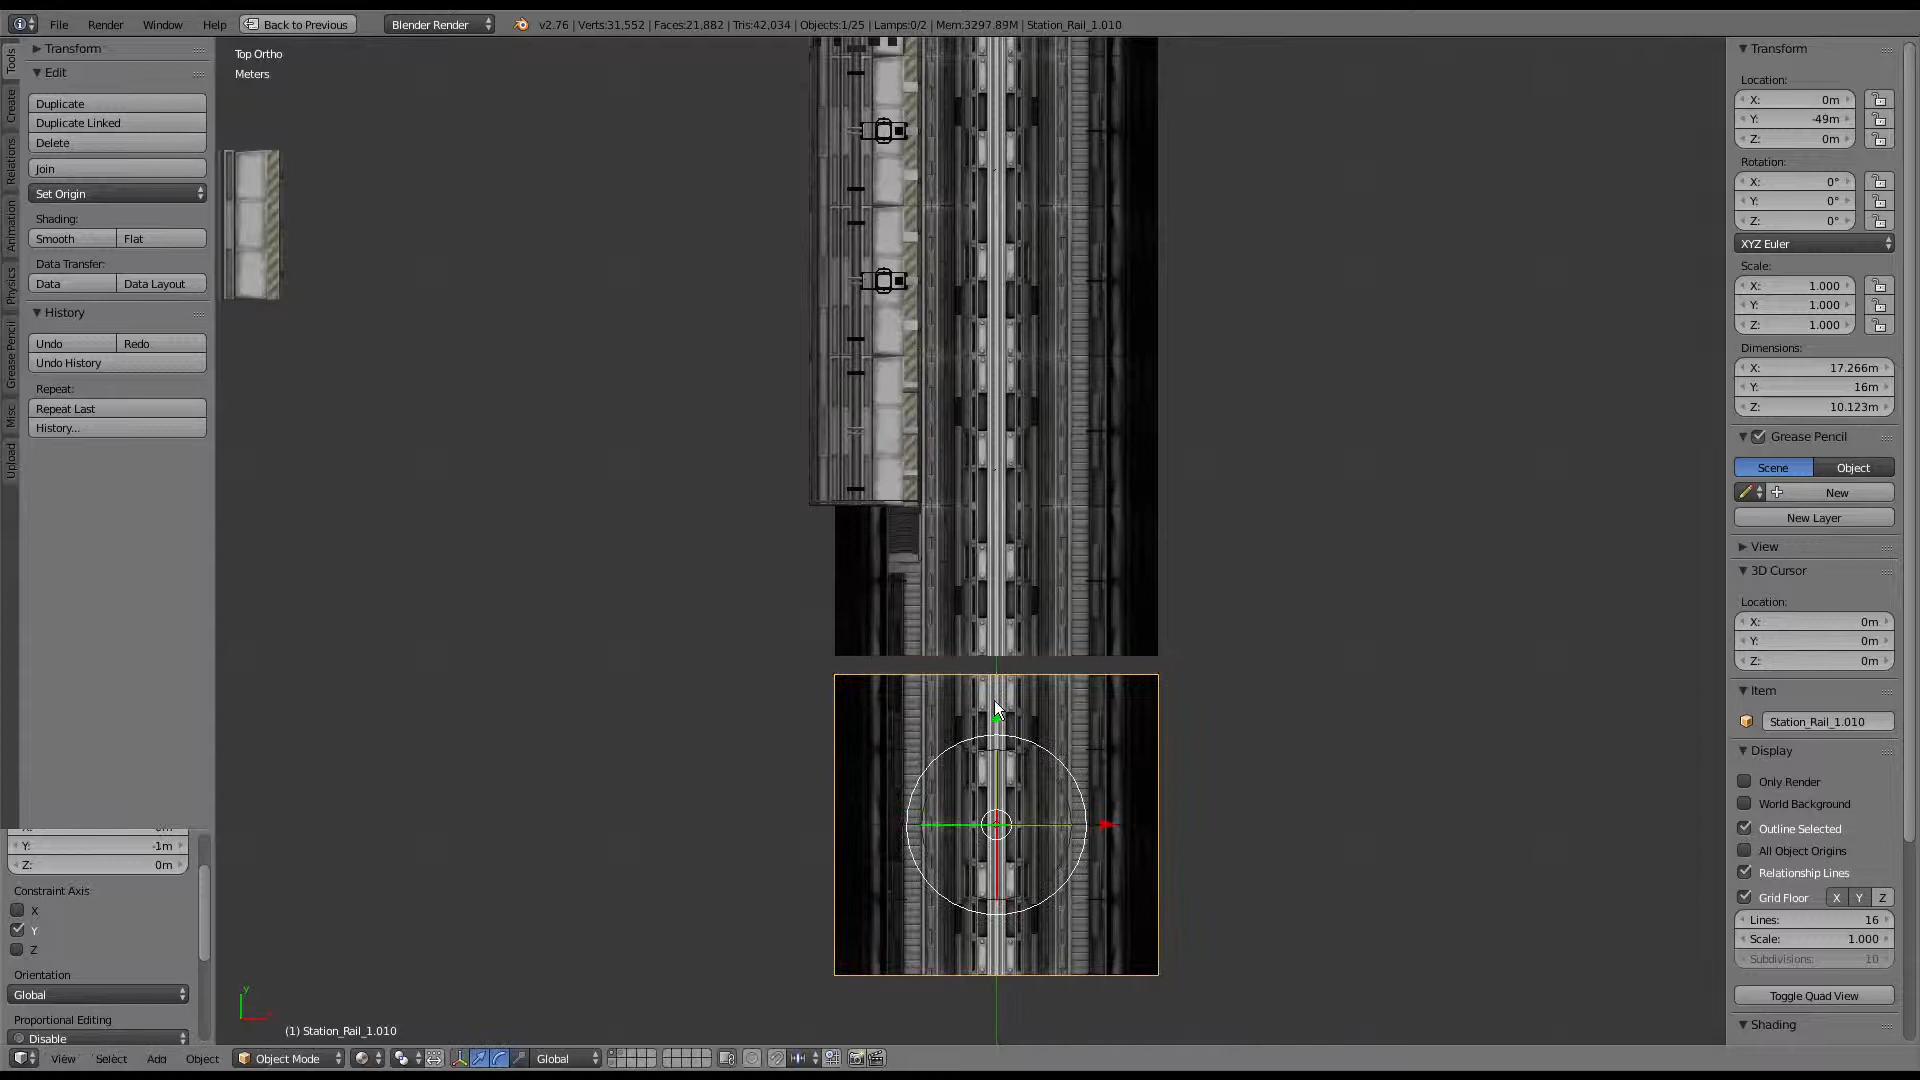 File Render Window Help Back to Previous Blender Render v2.76 | Verts:31,552 | Faces:21,882 | Tris:42,034 | Objects:1/25 | Lamps:0/2 | Mem:3297.89M | Station_Rail_1.010
Tools
Create
Relations
Animation
Physics
Grease Pencil
Misc
Upload
Transform
Edit
Duplicate
Duplicate Linked
Delete
Join
Set Origin
Shading:
Smooth Flat
Data Transfer:
Data Data Layout
History
Undo Redo
Undo History
Repeat:
Repeat Last
History...
Y: -1m
Z: 0m
Constraint Axis
X
Y
Z
Orientation
Global
Proportional Editing
Disable
Top Ortho
Meters
y
(1) Station_Rail_1.010
Transform
Location:
X: 0m
Y: -49m
Z: 0m
Rotation:
X: 0°
Y: 0°
Z: 0°
XYZ Euler
Scale:
X: 1.000
Y: 1.000
Z: 1.000
Dimensions:
X: 17.266m
Y: 16m
Z: 10.123m
Grease Pencil
Scene Object
New
New Layer
View
3D Cursor
Location:
X: 0m
Y: 0m
Z: 0m
Item
Station_Rail_1.010
Display
Only Render
World Background
Outline Selected
All Object Origins
Relationship Lines
Grid Floor X Y Z
Lines: 16
Scale: 1.000
Subdivisions: 10
Toggle Quad View
Shading
View Select Add Object Object Mode Global